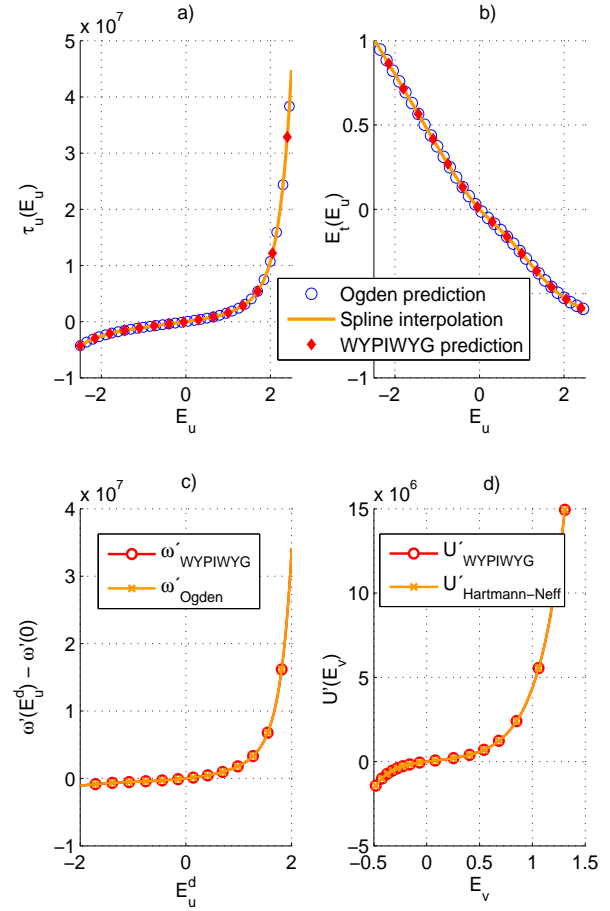 a)
x 10^7
5
4
3
2
1
0
−1
−2
0
2
τ_u(E_u)
E_u
b)
1
0.5
0
−1
−2
0
2
E_t(E_u)
E_u
Ogden prediction
Spline interpolation
WYPIWYG prediction
c)
x 10^7
4
3
2
1
0
−1
−2
0
2
ω'(E_u^d) − ω'(0)
E_u^d
ω´_WYPIWYG
ω´_Ogden
d)
x 10^6
15
10
5
0
−5
−0.5
0
0.5
1
1.5
U'(E_v)
E_v
U´_WYPIWYG
U´_Hartmann−Neff